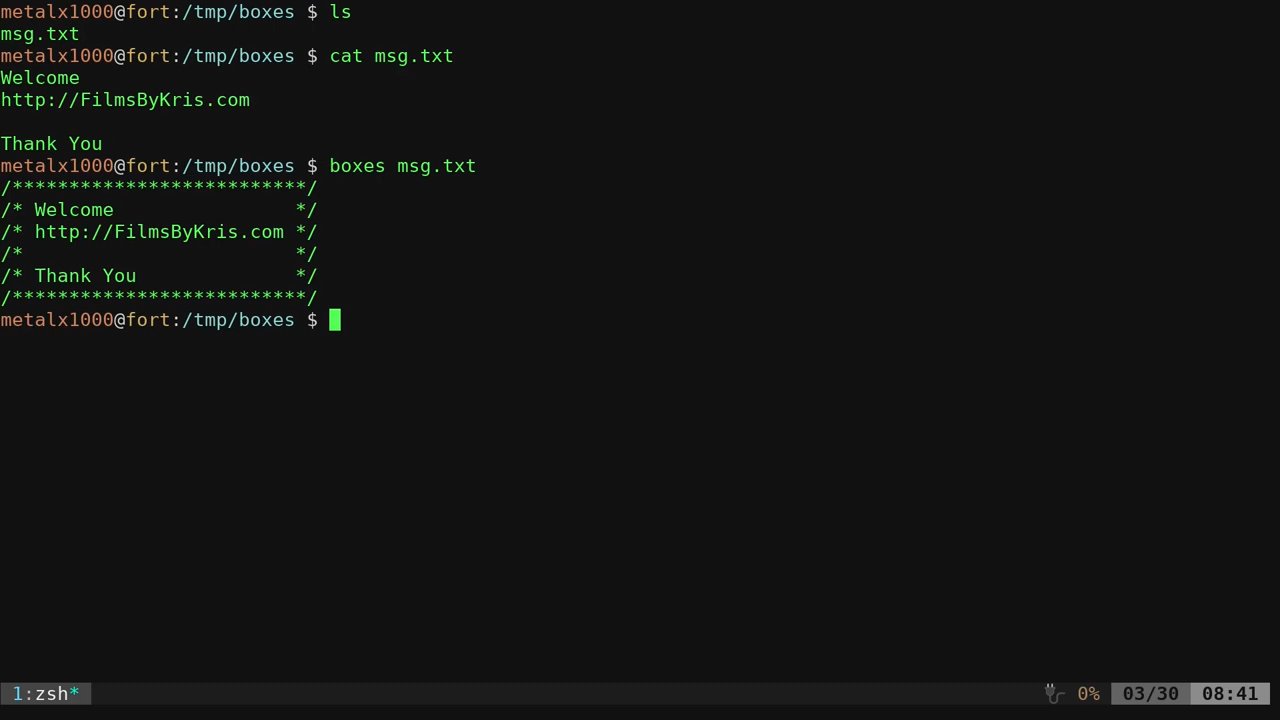 metalx1000@fort:/tmp/boxes $ ls
msg.txt
metalx1000@fort:/tmp/boxes $ cat msg.txt
Welcome
http://FilmsByKris.com

Thank You
metalx1000@fort:/tmp/boxes $ boxes msg.txt
/**************************/
/* Welcome                */
/* http://FilmsByKris.com */
/*                        */
/* Thank You              */
/**************************/
metalx1000@fort:/tmp/boxes $
1:zsh* 0% 03/30 08:41